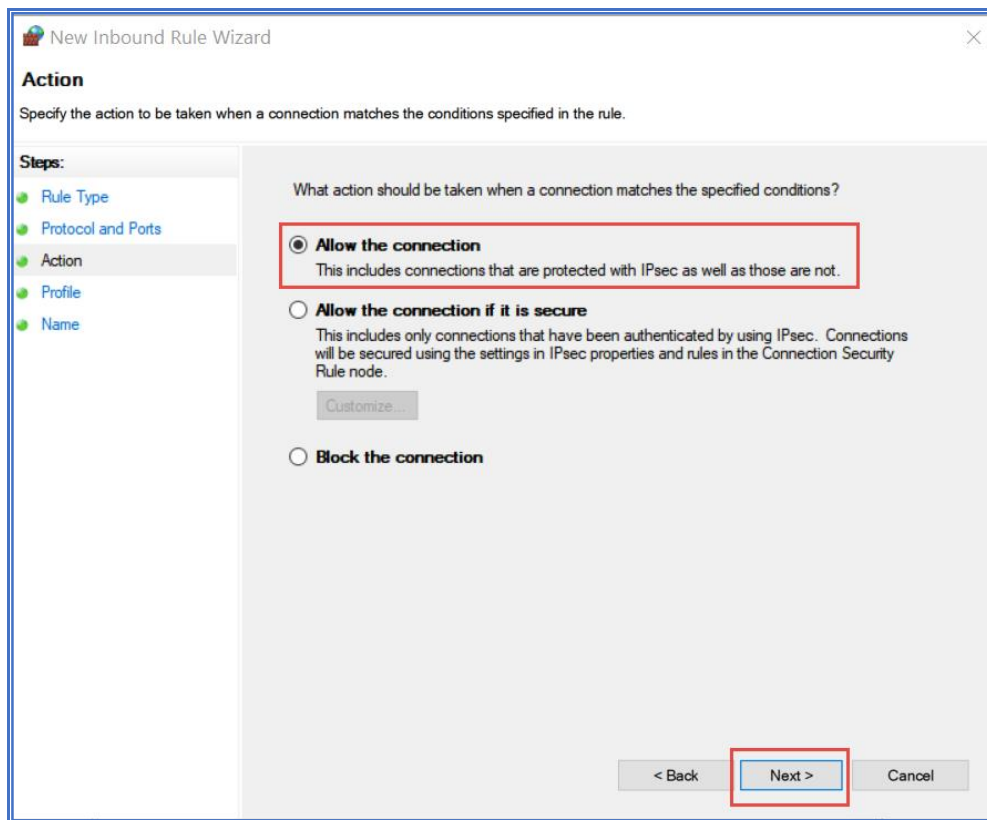 New Inbound Rule Wizard
Action
Specify the action to be taken when a connection matches the conditions specified in the rule.
Steps:
Rule Type
Protocol and Ports
Action
Profile
Name
What action should be taken when a connection matches the specified conditions?
Allow the connection
This includes connections that are protected with IPsec as well as those are not.
Allow the connection if it is secure
This includes only connections that have been authenticated by using IPsec. Connections
will be secured using the settings in IPsec properties and rules in the Connection Security
Rule node.
Customize...
Block the connection
< Back
Next >
Cancel